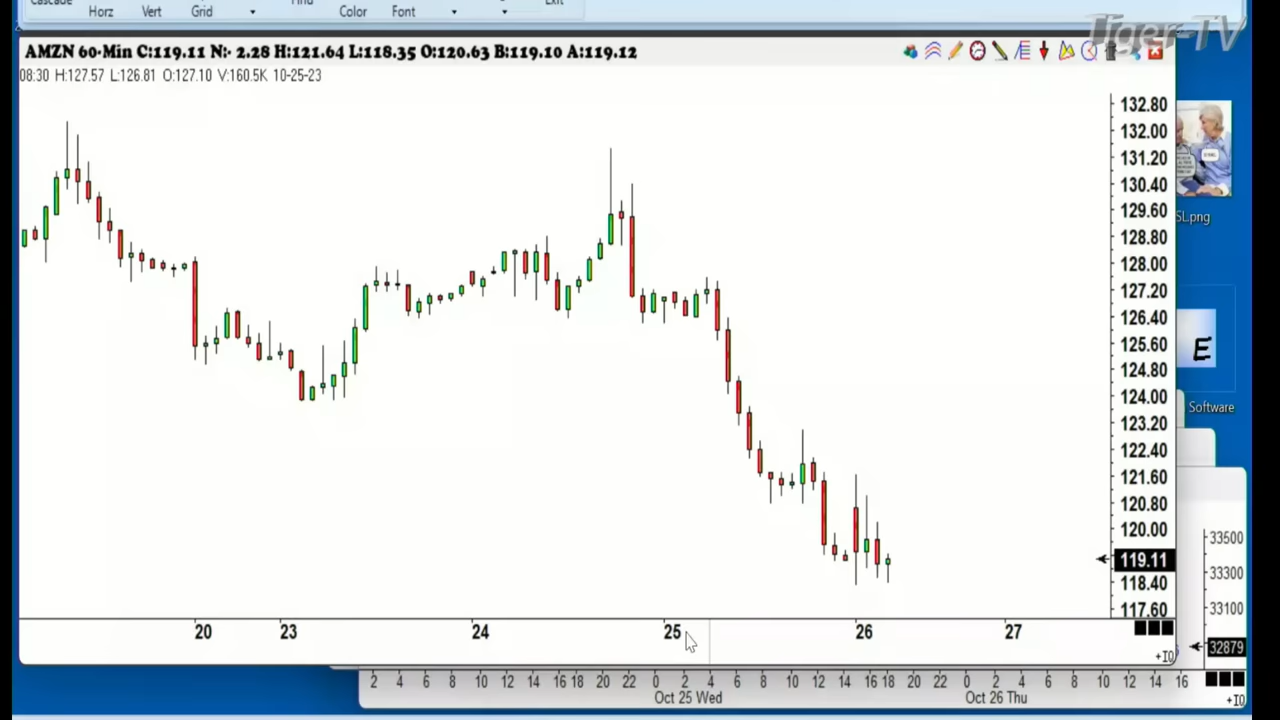 Cascade
Horz Vert Grid Find Color Font Exit
Tiger-TV
AMZN 60-Min C:119.11 N:- 2.28 H:121.64 L:118.35 O:120.63 B:119.10 A:119.12
08:30 H:127.57 L:126.81 O:127.10 V:160.5K 10-25-23
132.80
132.00
131.20
130.40
129.60
SL.png
128.80
128.00
127.20
126.40
125.60
E
124.80
124.00
Software
123.20
122.40
121.60
120.80
120.00
33500
119.11
33300
118.40
117.60
33100
20 23 24 25 26 27
32879
+IO
2 4 6 8 10 12 14 16 18 20 22 0 2 4 6 8 10 12 14 16 18 20 22 0 2 4 6 8 10 12 14 16
Oct 25 Wed Oct 26 Thu
+IO